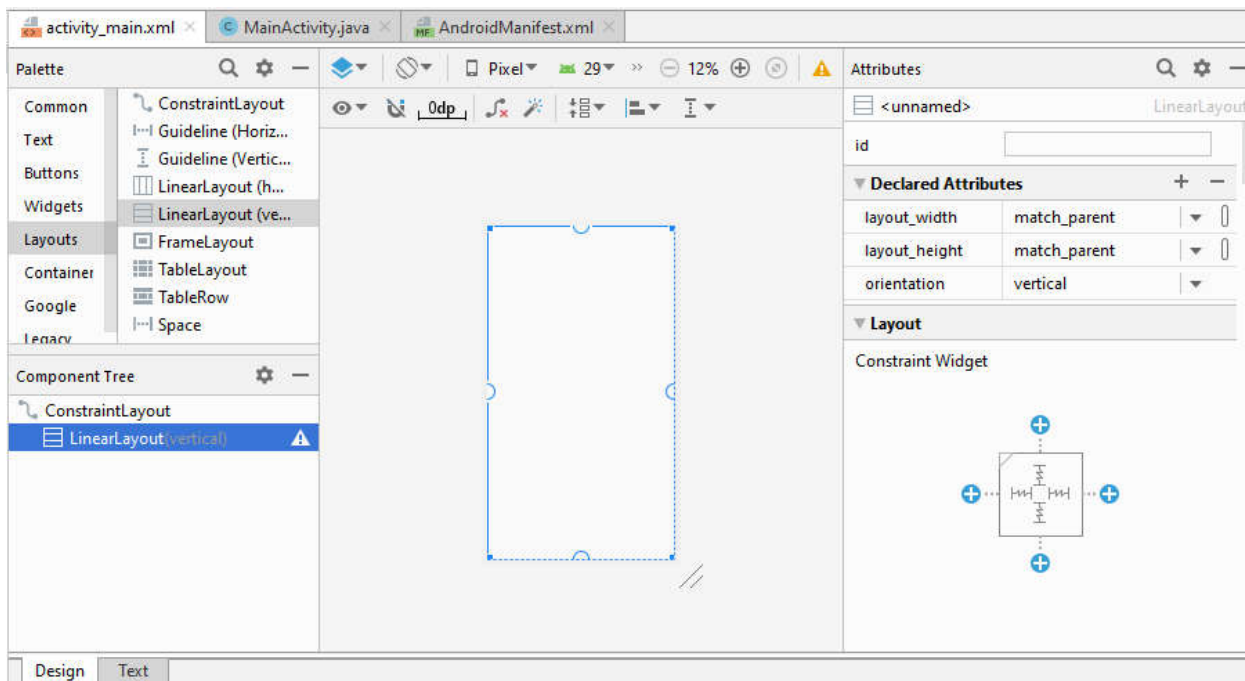 activity_main.xml MainActivity.java AndroidManifest.xml
Palette
Common
Text
Buttons
Widgets
Layouts
Container
Google
Legacy
ConstraintLayout
Guideline (Horiz...
Guideline (Vertic...
LinearLayout (h...
LinearLayout (ve...
FrameLayout
TableLayout
TableRow
Space
Component Tree
ConstraintLayout
LinearLayout(vertical)
Pixel 29 12%
0dp
Attributes
<unnamed> LinearLayout
id
Declared Attributes
layout_width match_parent
layout_height match_parent
orientation vertical
Layout
Constraint Widget
Design Text